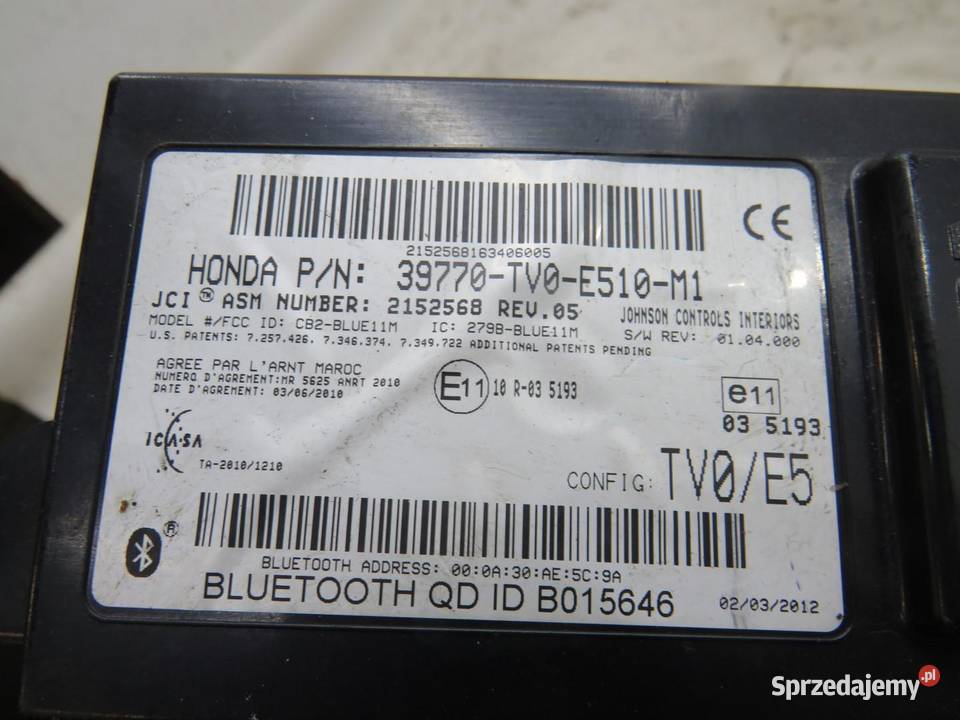 2152568163406005
HONDA P/N: 39770-TV0-E510-M1
JCI ™ ASM NUMBER: 2152568 REV.05 JOHNSON CONTROLS INTERIORS
MODEL #/FCC ID: CB2-BLUE11M IC: 279B-BLUE11M S/W REV: 01.04.000
U.S. PATENTS: 7.257.426, 7.346.374, 7.349.722 ADDITIONAL PATENTS PENDING
AGREE PAR L'ARNT MAROC
NUMERO D'AGREMENT:MR 5625 ANRT 2010
DATE D'AGREMENT: 03/06/2010
E11 10 R-03 5193
e11
03 5193
ICASA
TA-2010/1210
CONFIG: TV0/E5
BLUETOOTH ADDRESS: 00:0A:30:AE:5C:9A
BLUETOOTH QD ID B015646
02/03/2012
CE
®
Sprzedajemy.pl